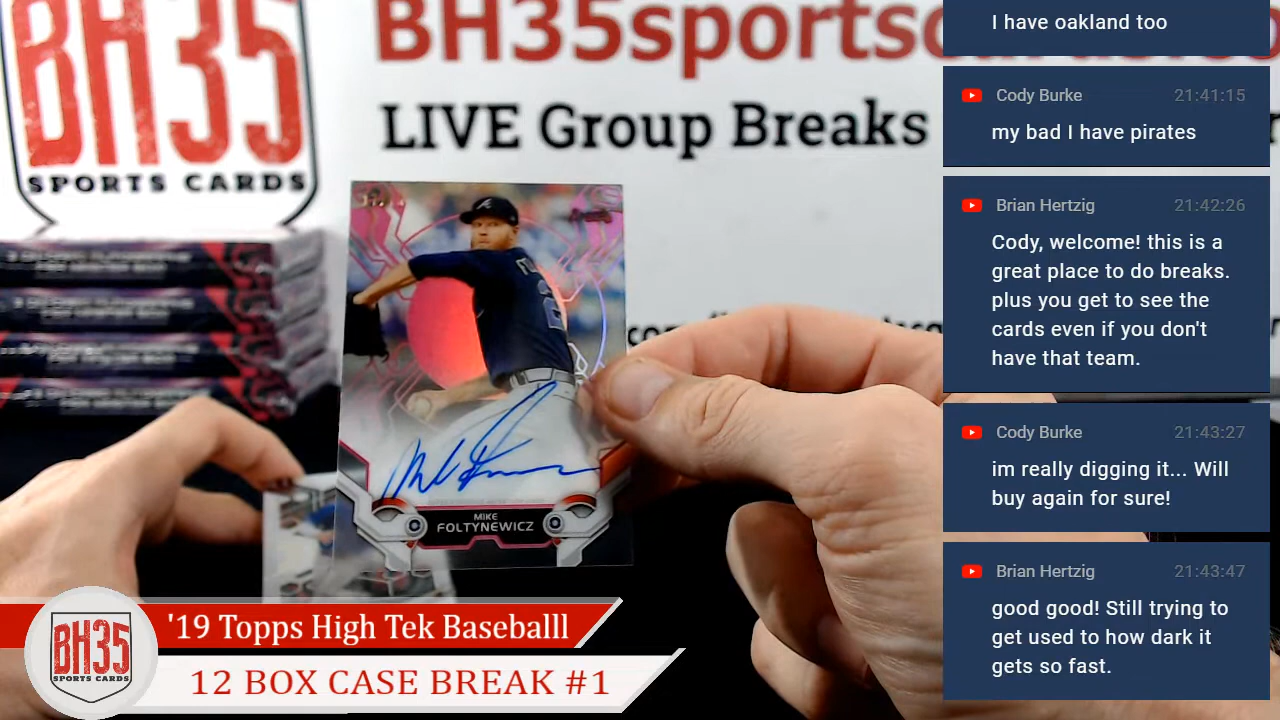 BH35
SPORTS CARDS
BH35sportsc
LIVE Group Breaks
MIKE
FOLTYNEWICZ
BH35
SPORTS CARDS
'19 Topps High Tek Baseballl
12 BOX CASE BREAK #1
I have oakland too
Cody Burke 21:41:15
my bad I have pirates
Brian Hertzig 21:42:26
Cody, welcome! this is a
great place to do breaks.
plus you get to see the
cards even if you don't
have that team.
Cody Burke 21:43:27
im really digging it... Will
buy again for sure!
Brian Hertzig 21:43:47
good good! Still trying to
get used to how dark it
gets so fast.